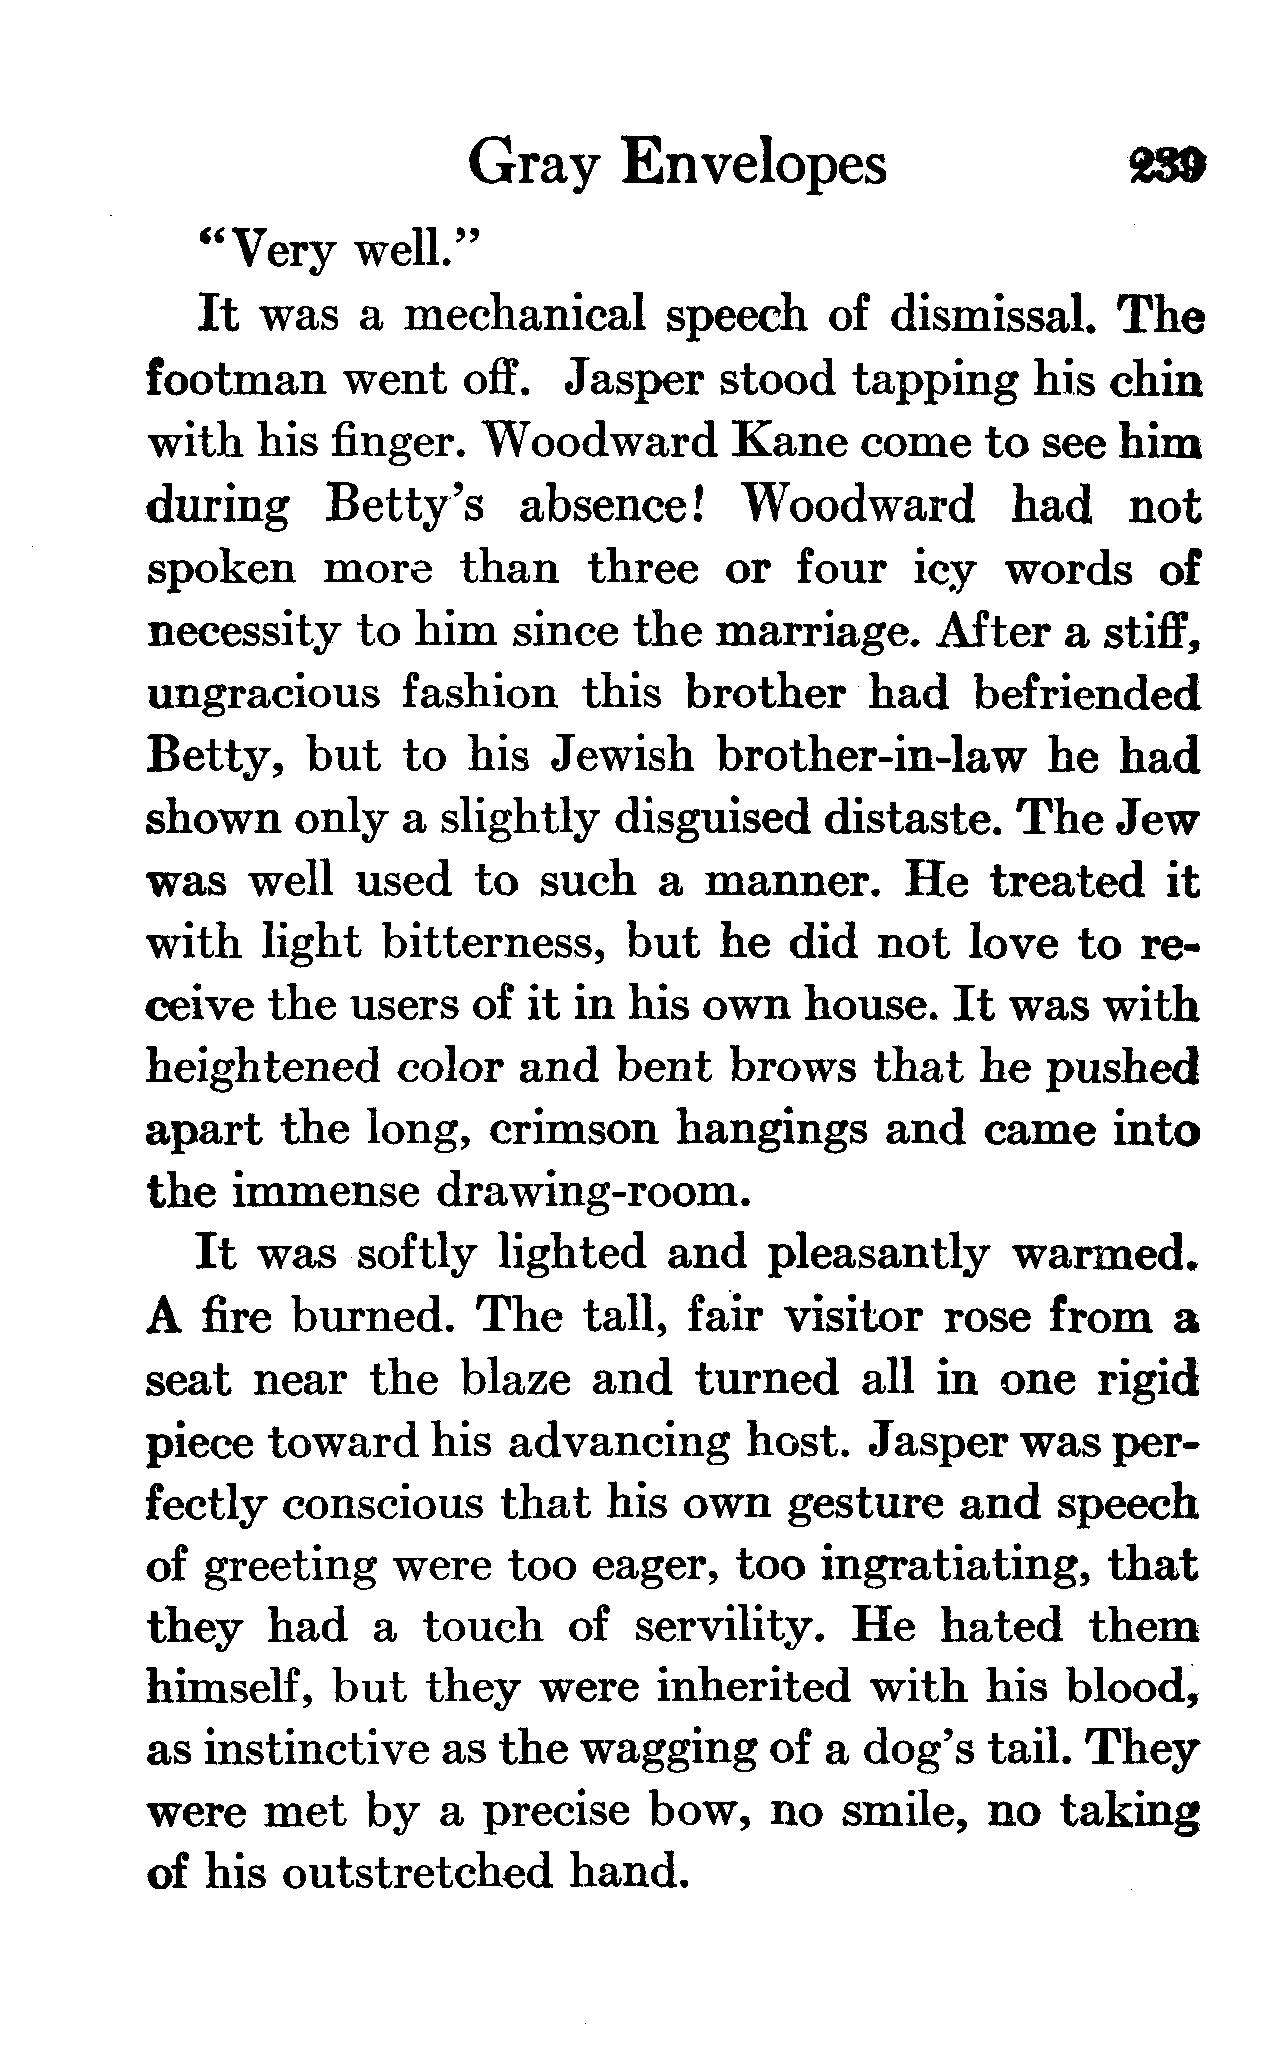 Gray Envelopes 239
"Very well."
It was a mechanical speech of dismissal. The
footman went off. Jasper stood tapping his chin
with his finger. Woodward Kane come to see him
during Betty's absence! Woodward had not
spoken more than three or four icy words of
necessity to him since the marriage. After a stiff,
ungracious fashion this brother had befriended
Betty, but to his Jewish brother-in-law he had
shown only a slightly disguised distaste. The Jew
was well used to such a manner. He treated it
with light bitterness, but he did not love to re-
ceive the users of it in his own house. It was with
heightened color and bent brows that he pushed
apart the long, crimson hangings and came into
the immense drawing-room.
It was softly lighted and pleasantly warmed.
A fire burned. The tall, fair visitor rose from a
seat near the blaze and turned all in one rigid
piece toward his advancing host. Jasper was per-
fectly conscious that his own gesture and speech
of greeting were too eager, too ingratiating, that
they had a touch of servility. He hated them
himself, but they were inherited with his blood,
as instinctive as the wagging of a dog's tail. They
were met by a precise bow, no smile, no taking
of his outstretched hand.